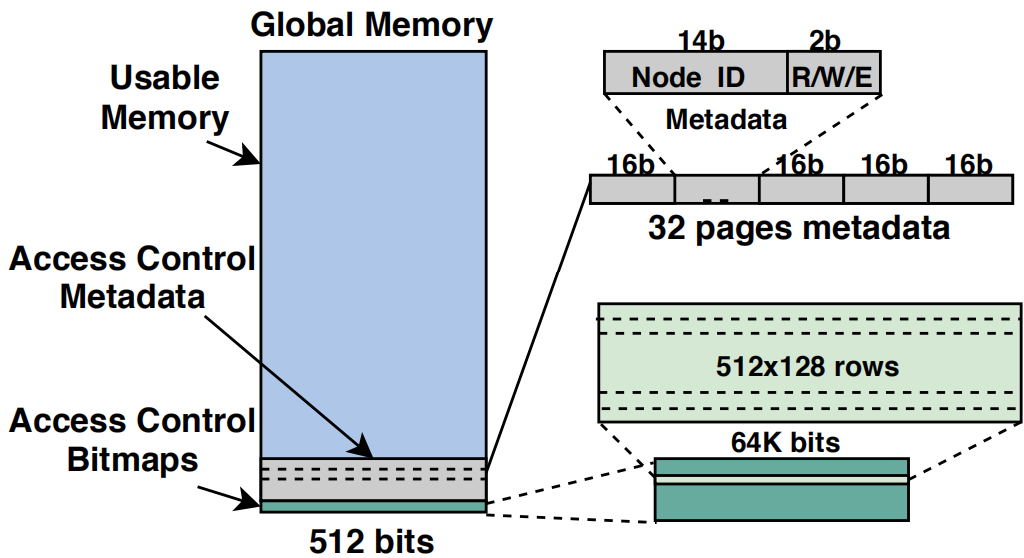 Global Memory
Usable
Memory
Access Control
Metadata
Access Control
Bitmaps
512 bits
14b 2b
Node ID R/W/E
Metadata
16b 16b 16b 16b
--
32 pages metadata
512x128 rows
64K bits